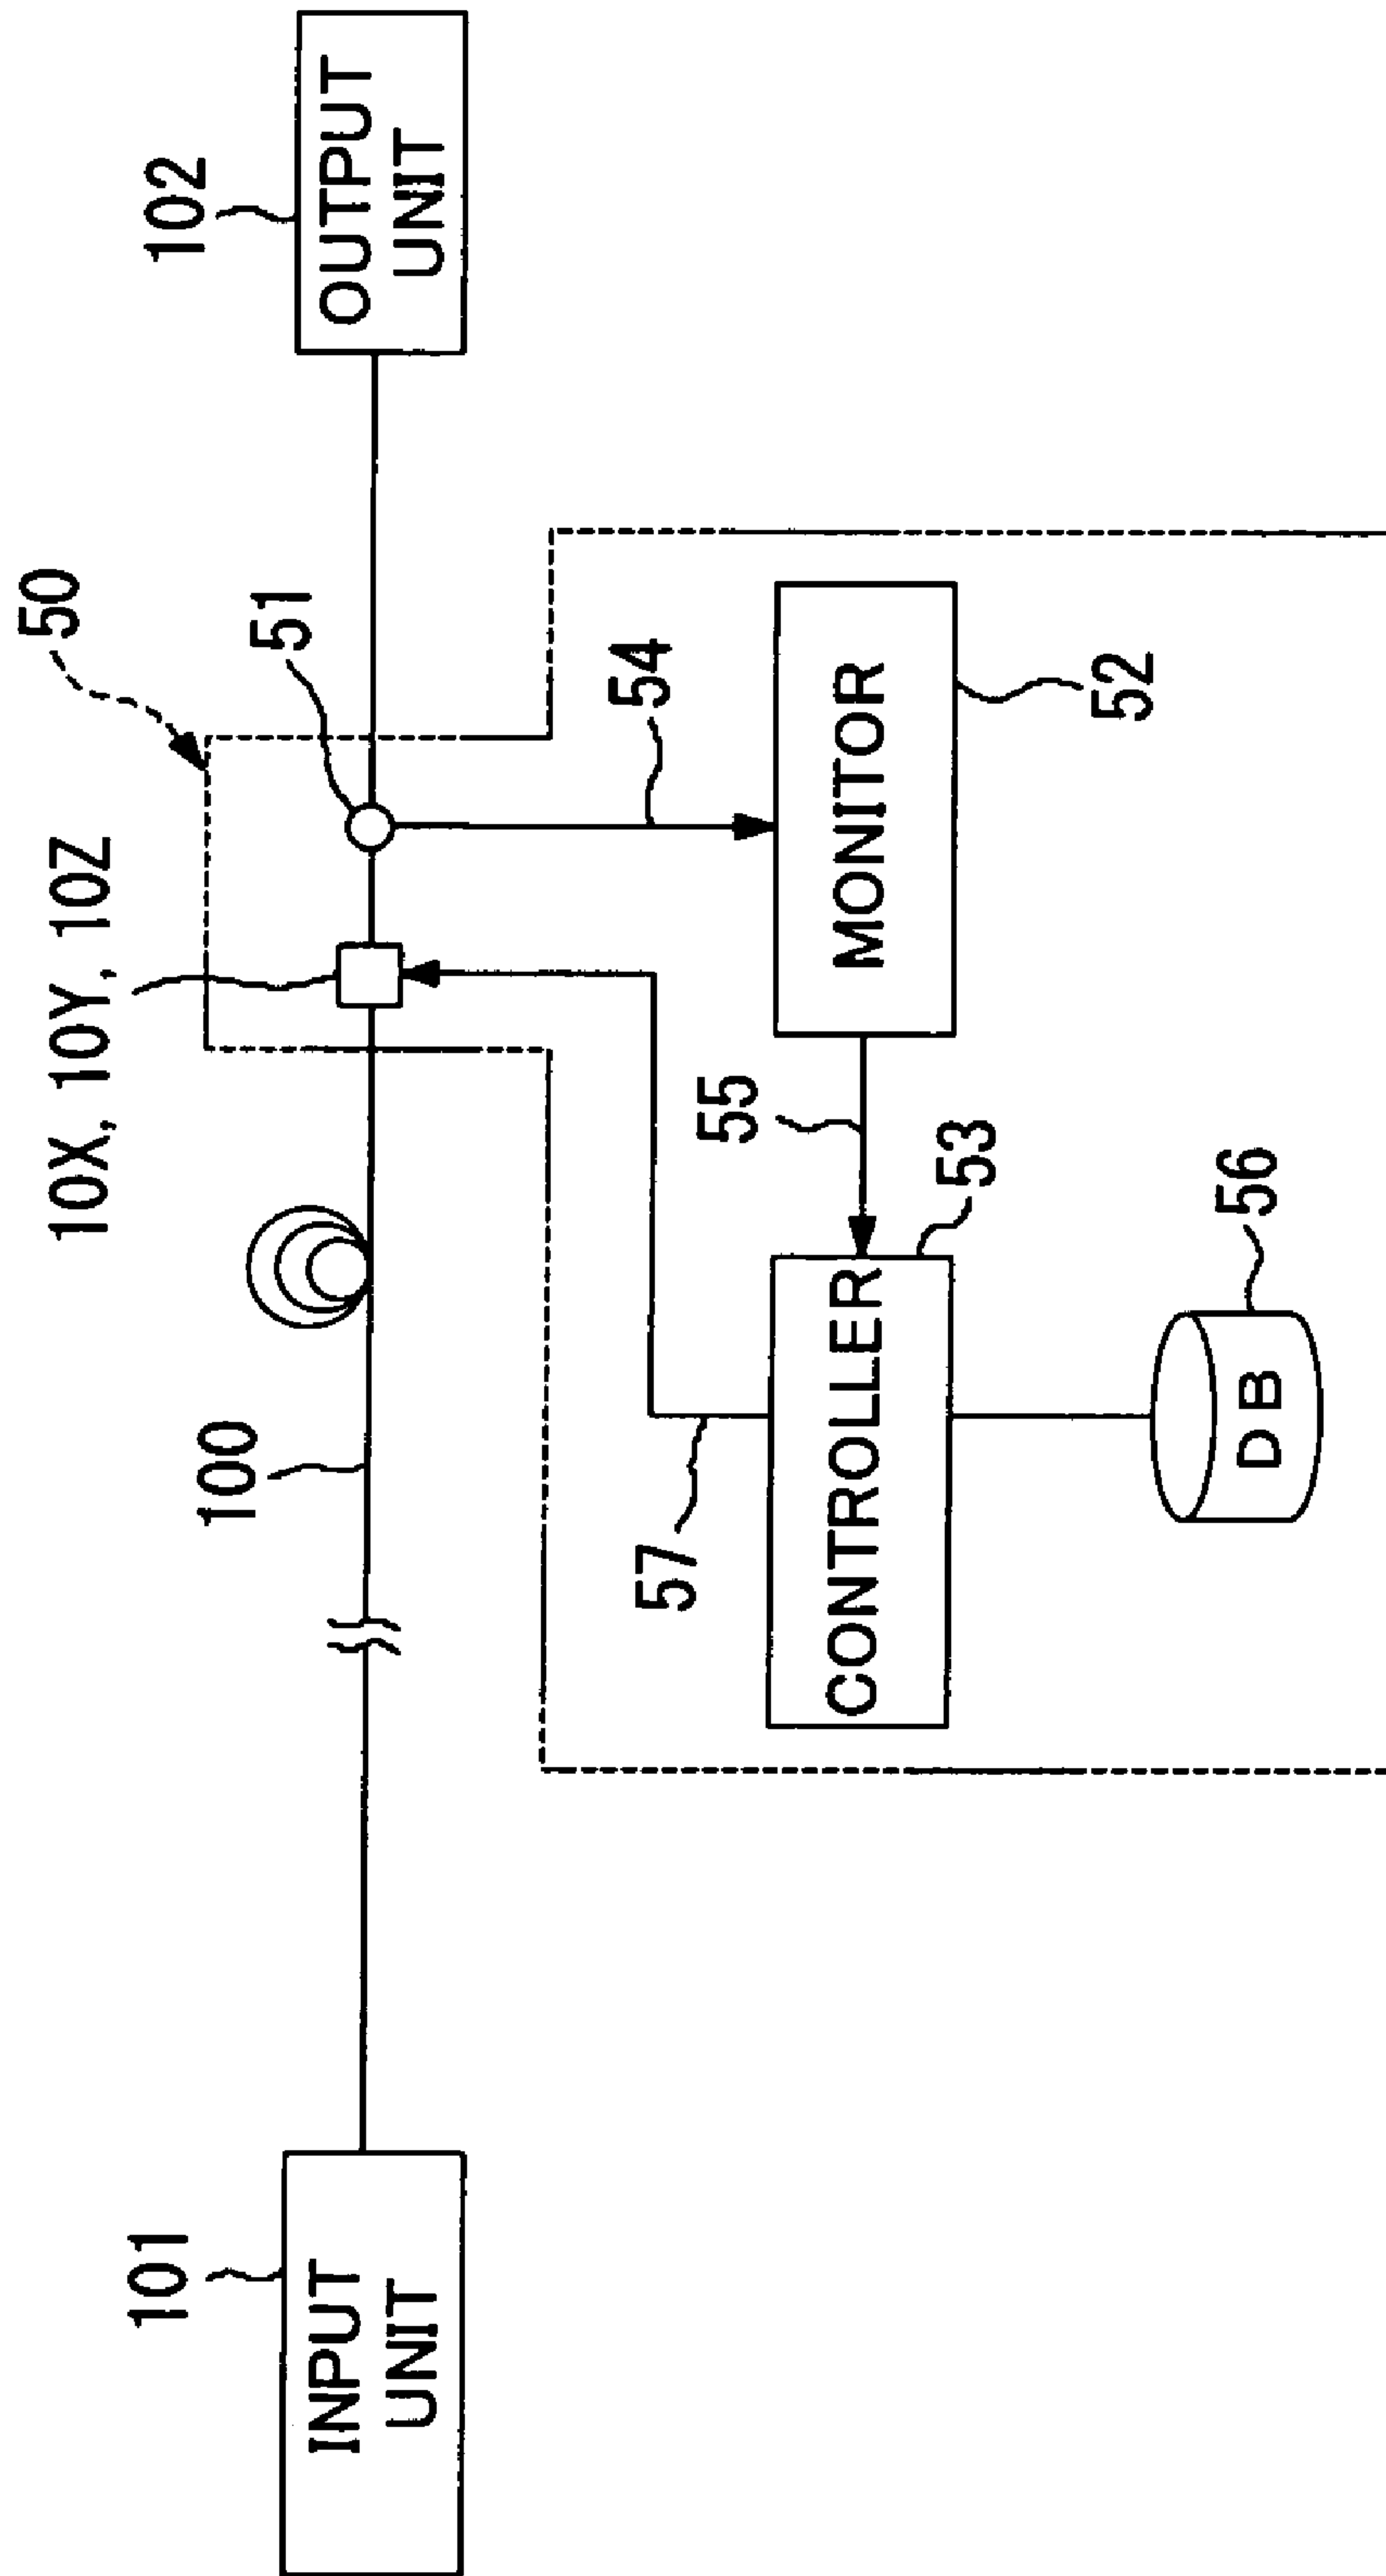 50
10X, 10Y, 10Z
51
102
100
101
INPUT
UNIT
OUTPUT
UNIT
54
57
55
MONITOR
52
CONTROLLER
53
56
DB